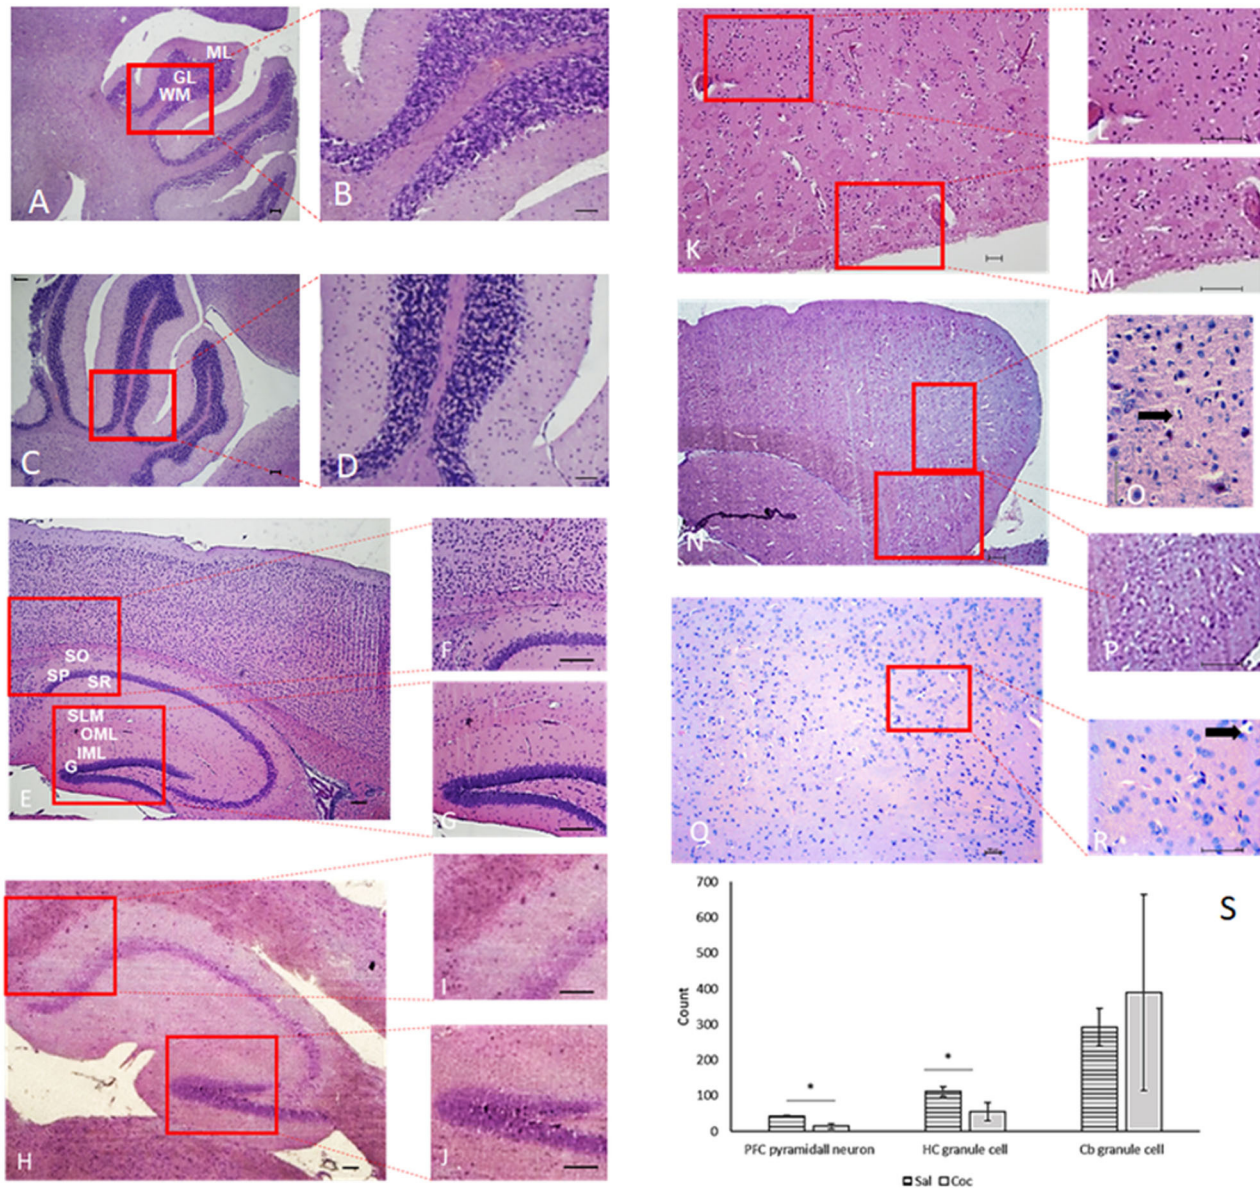 ML
GL
WM
A
B
C
D
SO
SP
SR
SLM
OML
IML
G
E
F
G
H
I
J
K
L
M
N
O
P
Q
R
S
700
600
500
400
300
200
100
0
Count
*
*
PFC pyramidall neuron HC granule cell Cb granule cell
Sal Coc